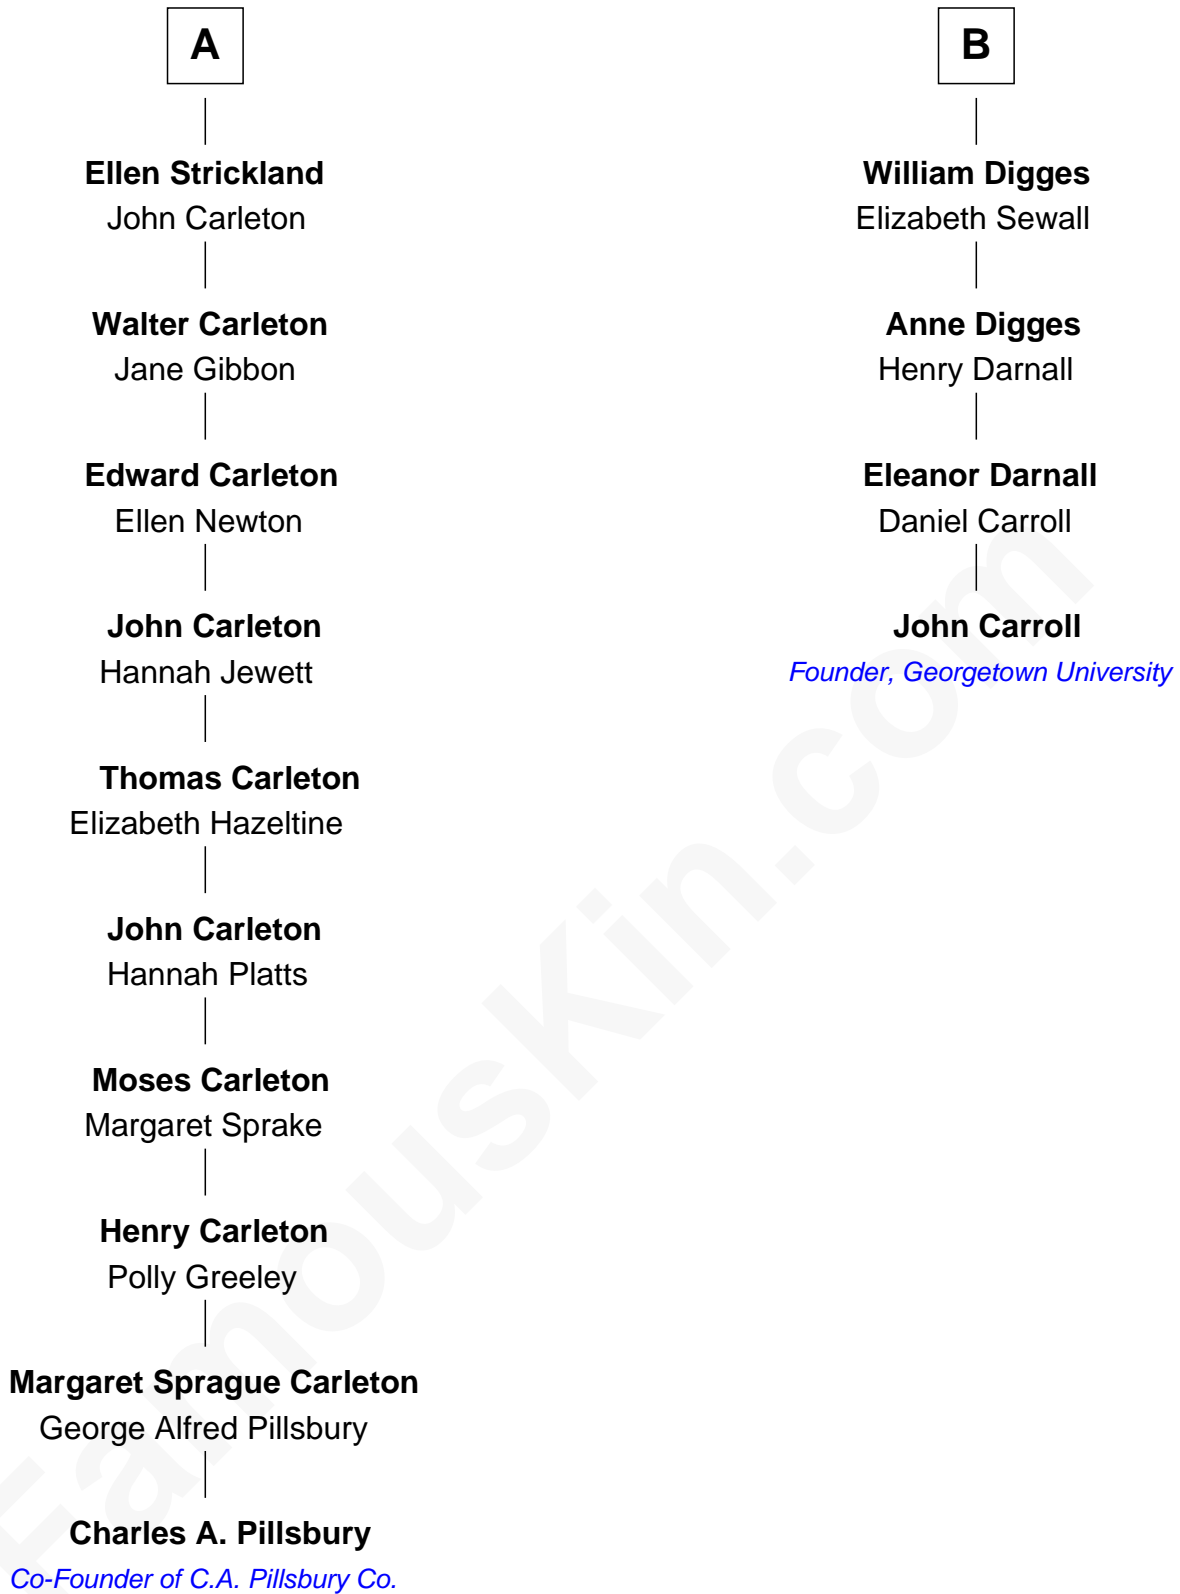 A
Ellen Strickland
John Carleton
Walter Carleton
Jane Gibbon
Edward Carleton
Ellen Newton
John Carleton
Hannah Jewett
Thomas Carleton
Elizabeth Hazeltine
John Carleton
Hannah Platts
Moses Carleton
Margaret Sprake
Henry Carleton
Polly Greeley
Margaret Sprague Carleton
George Alfred Pillsbury
Charles A. Pillsbury
Co-Founder of C.A. Pillsbury Co.
B
William Digges
Elizabeth Sewall
Anne Digges
Henry Darnall
Eleanor Darnall
Daniel Carroll
John Carroll
Founder, Georgetown University
FamousKin.com